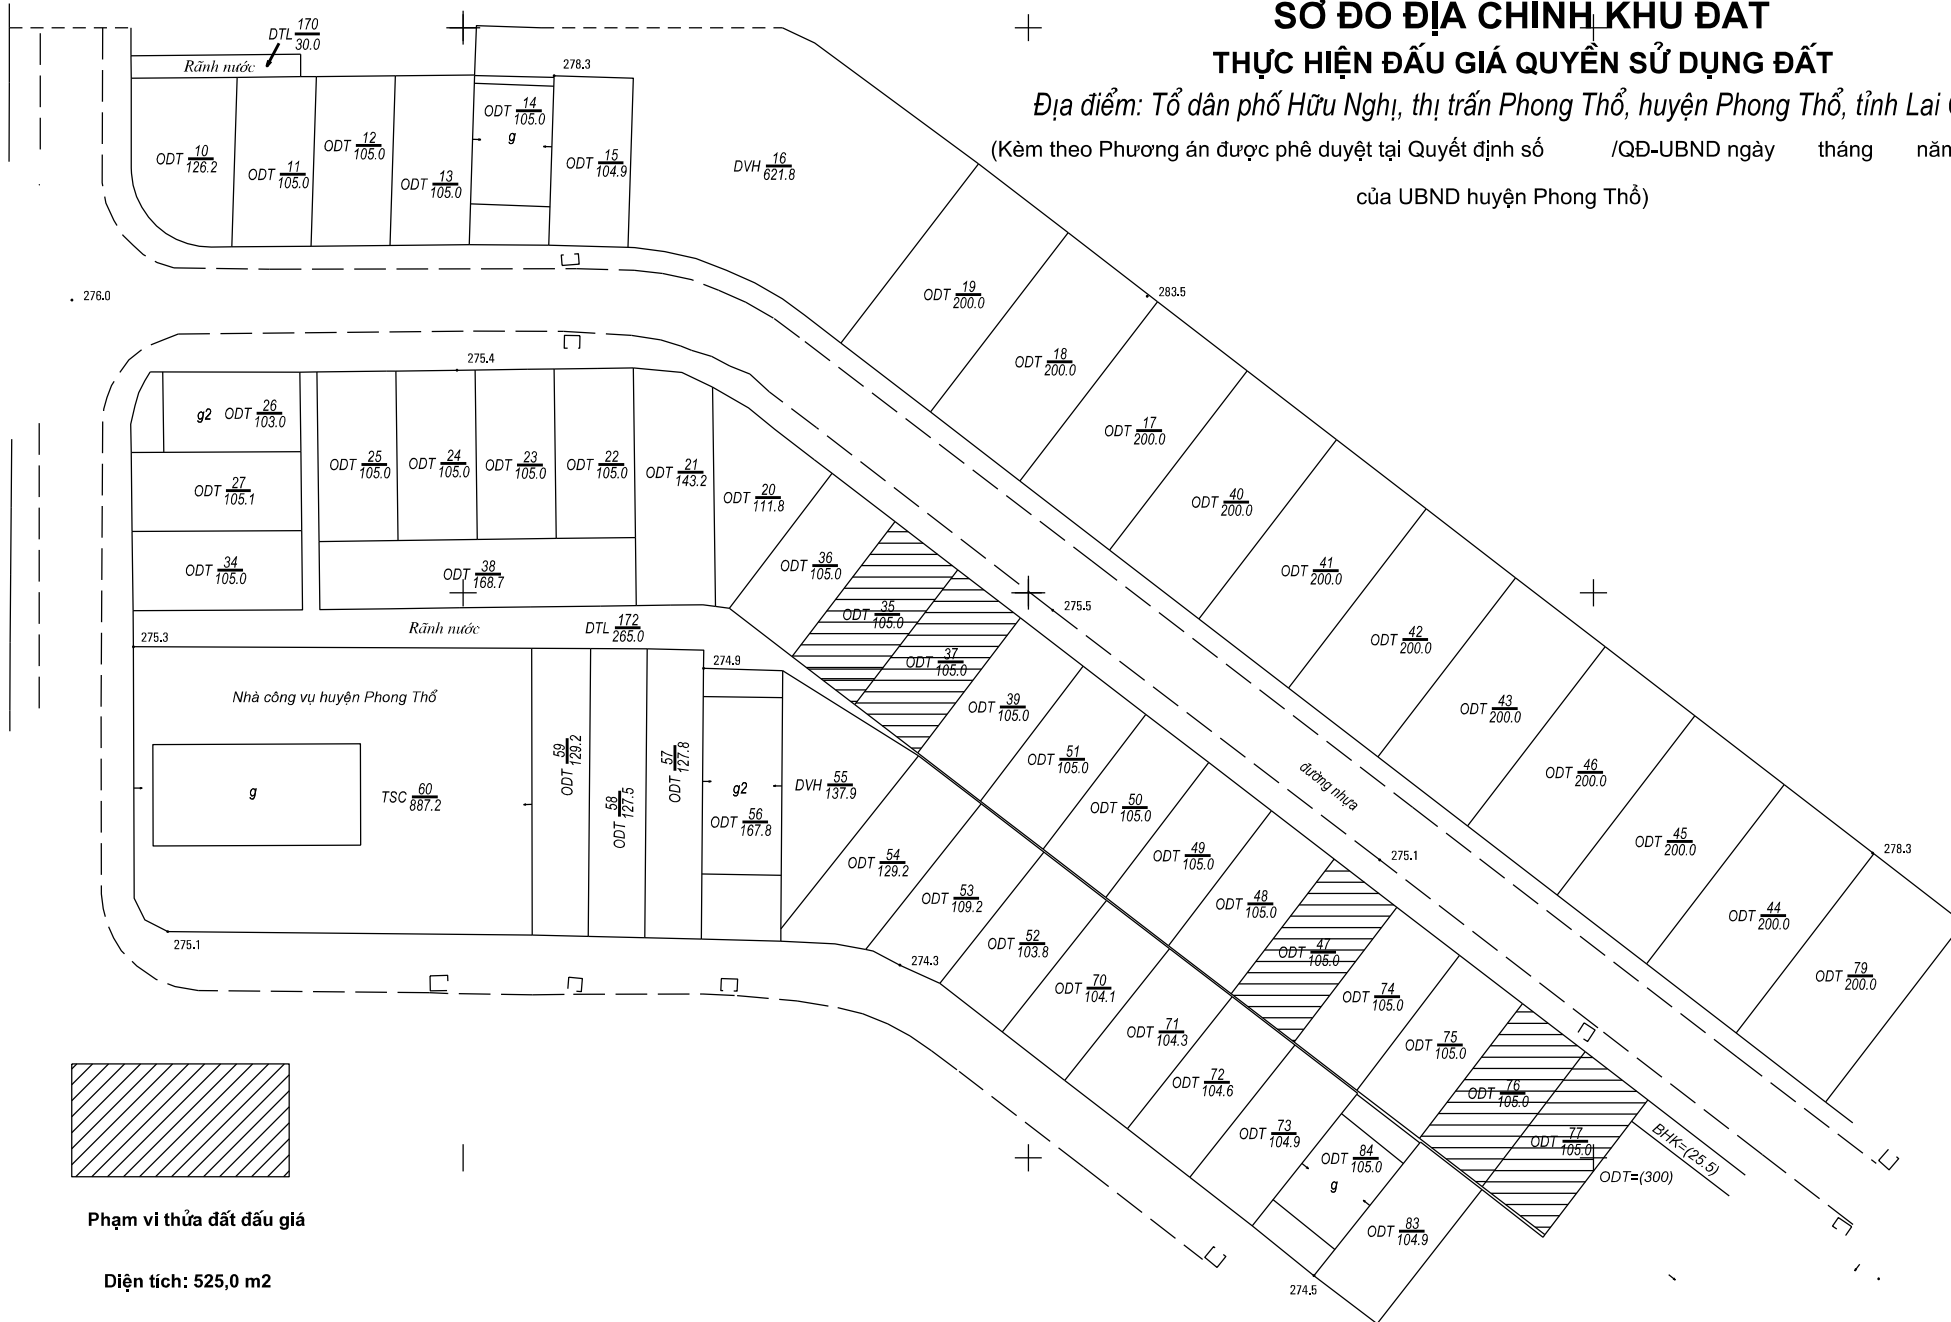 SƠ ĐỒ ĐỊA CHÍNH KHU ĐẤT
THỰC HIỆN ĐẤU GIÁ QUYỀN SỬ DỤNG ĐẤT
Địa điểm: Tổ dân phố Hữu Nghị, thị trấn Phong Thổ, huyện Phong Thổ, tỉnh Lai
(Kèm theo Phương án được phê duyệt tại Quyết định số /QĐ-UBND ngày tháng năm
của UBND huyện Phong Thổ)
DTL 170
30.0
Rãnh nước
278.3
ODT 10
126.2
ODT 11
105.0
ODT 12
105.0
ODT 13
105.0
ODT 14
105.0
g
ODT 15
104.9
DVH 16
621.8
276.0
ODT 19
200.0
283.5
ODT 18
200.0
ODT 17
200.0
ODT 40
200.0
ODT 41
200.0
ODT 42
200.0
ODT 43
200.0
ODT 46
200.0
ODT 45
200.0
278.3
ODT 44
200.0
ODT 79
200.0
275.4
g2 ODT 26
103.0
ODT 27
105.1
ODT 34
105.0
ODT 25
105.0
ODT 24
105.0
ODT 23
105.0
ODT 22
105.0
ODT 21
143.2
ODT 20
111.8
ODT 38
168.7
ODT 36
105.0
ODT 35
105.0
ODT 37
105.0
275.5
Rãnh nước
DTL 172
265.0
275.3
274.9
Nhà công vụ huyện Phong Thổ
g
TSC 60
887.2
ODT 59
129.2
ODT 58
127.5
ODT 57
127.8
g2
ODT 56
167.8
DVH 55
137.9
ODT 39
105.0
ODT 51
105.0
ODT 50
105.0
ODT 49
105.0
ODT 48
105.0
ODT 47
105.0
ODT 74
105.0
ODT 75
105.0
ODT 76
105.0
ODT 77
105.0
đường nhựa
275.1
BHK=(25.5)
ODT=(300)
ODT 54
129.2
ODT 53
109.2
ODT 52
103.8
ODT 70
104.1
ODT 71
104.3
ODT 72
104.6
ODT 73
104.9
ODT 84
105.0
g
ODT 83
104.9
275.1
274.3
274.5
Phạm vi thửa đất đấu giá
Diện tích: 525,0 m2